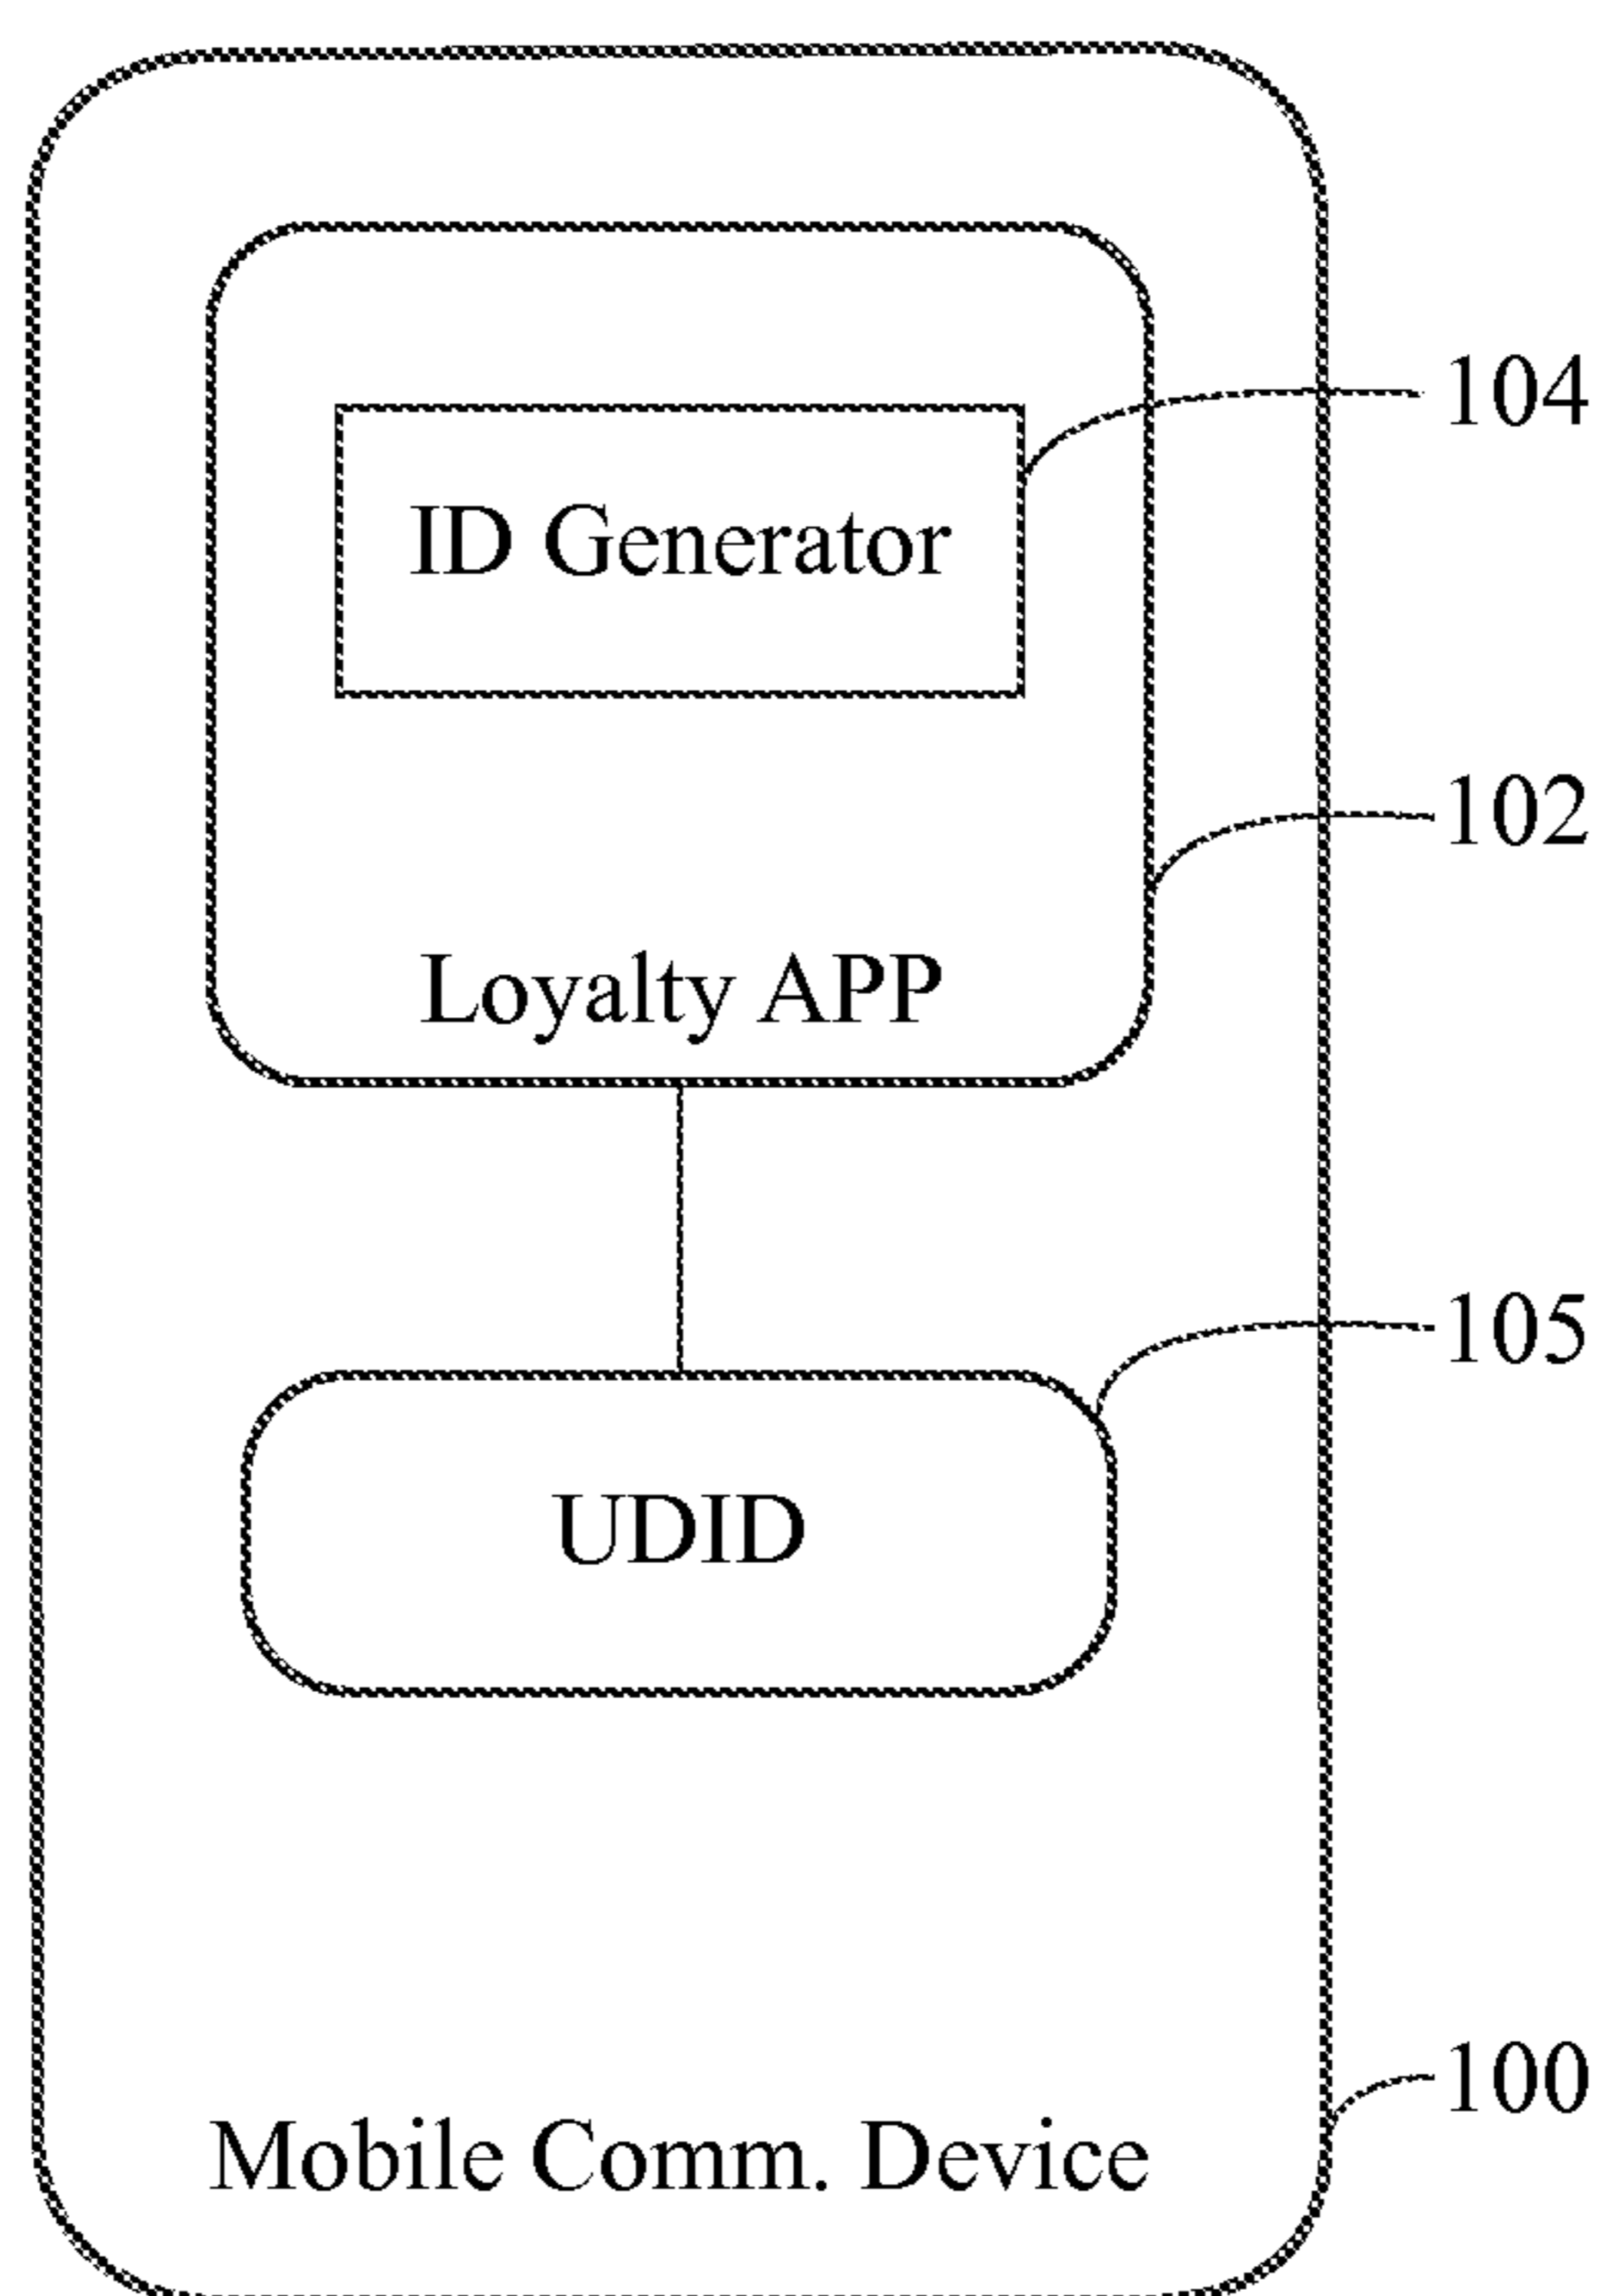 104
ID Generator
102
Loyalty APP
105
UDID
100
Mobile Comm. Device